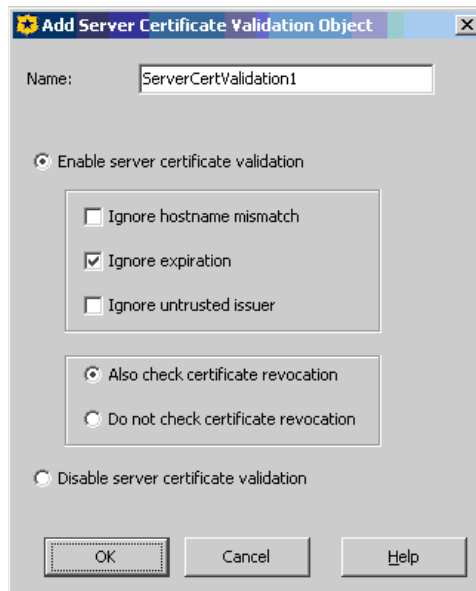 Add Server Certificate Validation Object
Name: ServerCertValidation1
Enable server certificate validation
Ignore hostname mismatch
Ignore expiration
Ignore untrusted issuer
Also check certificate revocation
Do not check certificate revocation
Disable server certificate validation
OK Cancel Help